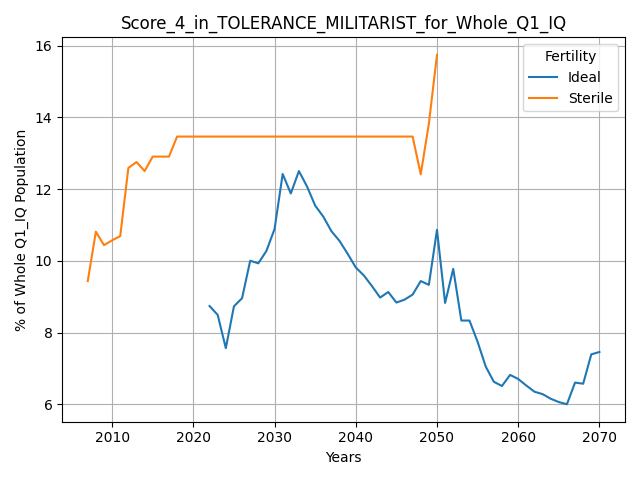 Score_4_in_TOLERANCE_MILITARIST_for_Whole_Q1_IQ
Fertility
Ideal
Sterile
% of Whole Q1_IQ Population
16
14
12
10
8
6
2010 2020 2030 2040 2050 2060 2070
Years